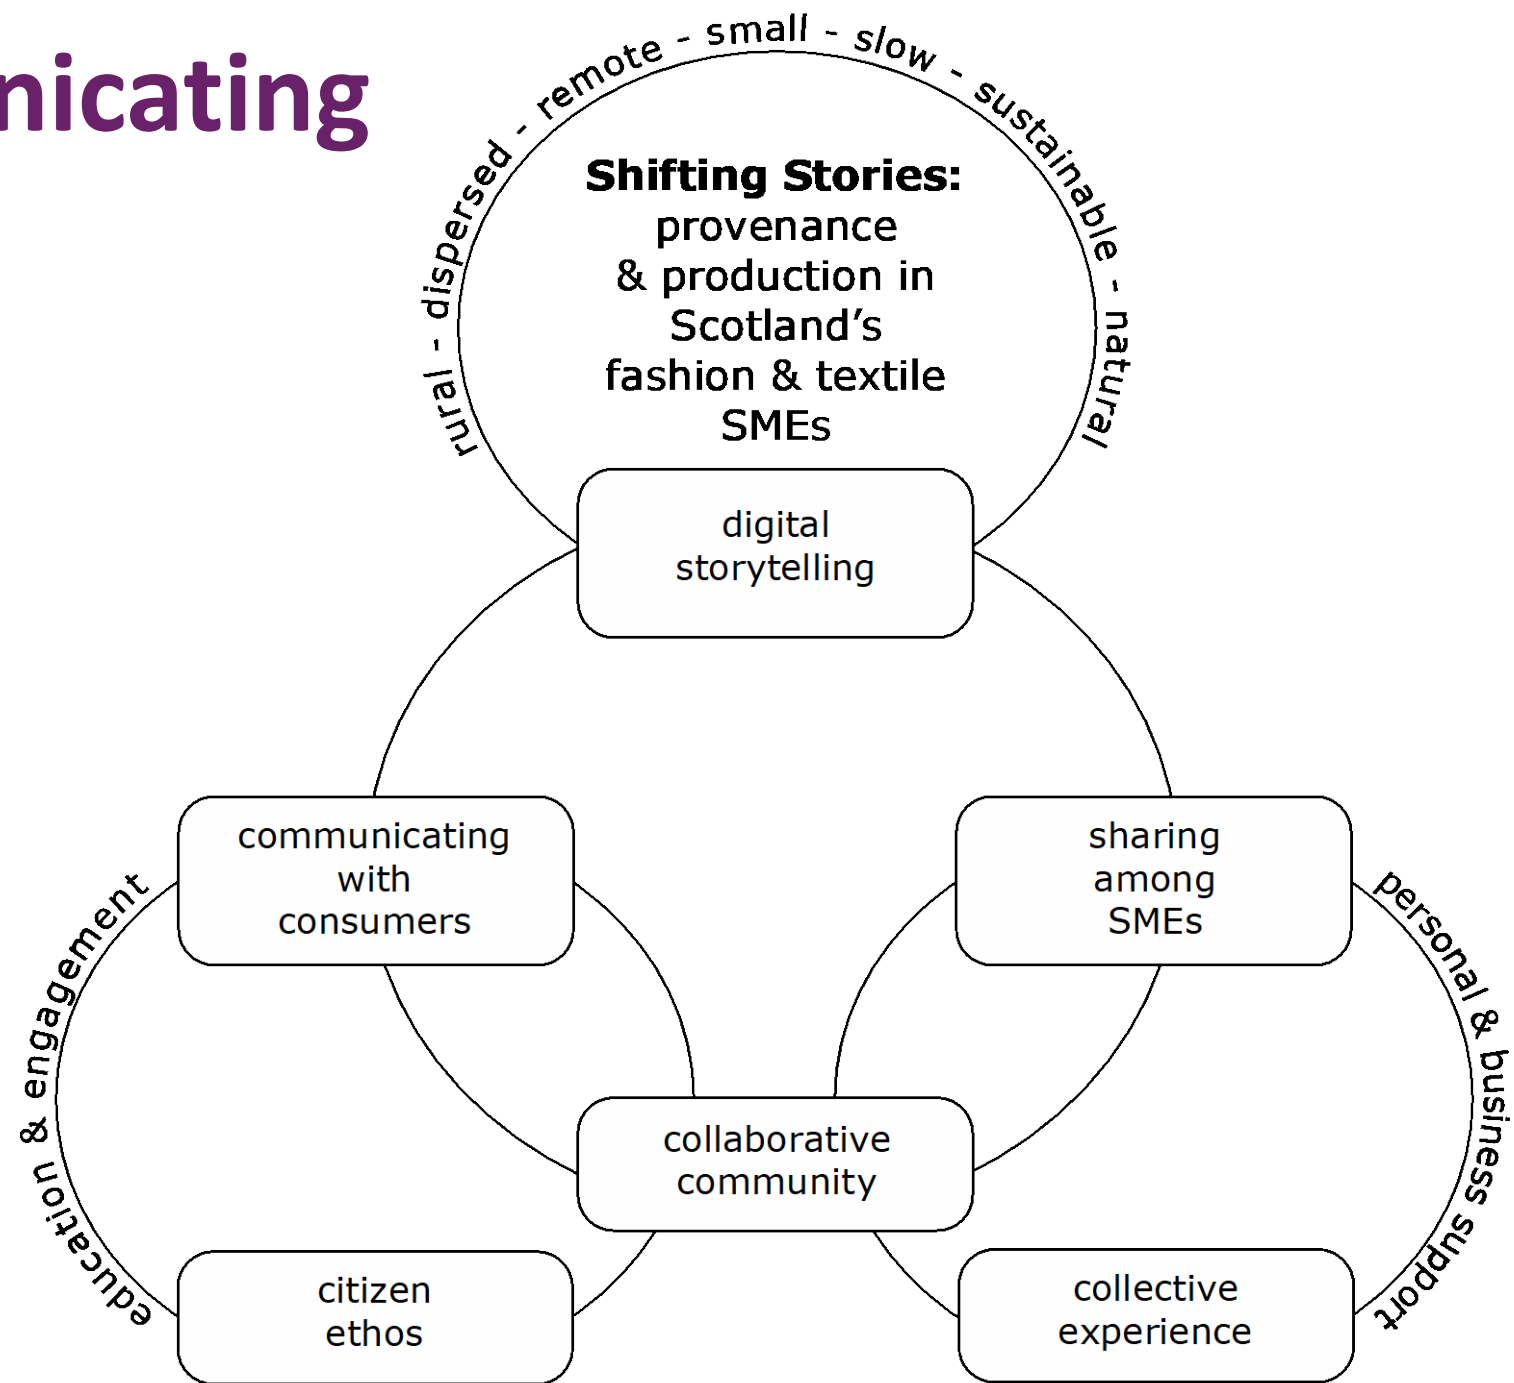 nicating
rural - dispersed - remote - small - slow - sustainable - natural
Shifting Stories:
provenance
& production in
Scotland’s
fashion & textile
SMEs
digital
storytelling
communicating
with
consumers
sharing
among
SMEs
education & engagement
personal & business support
collaborative
community
citizen
ethos
collective
experience